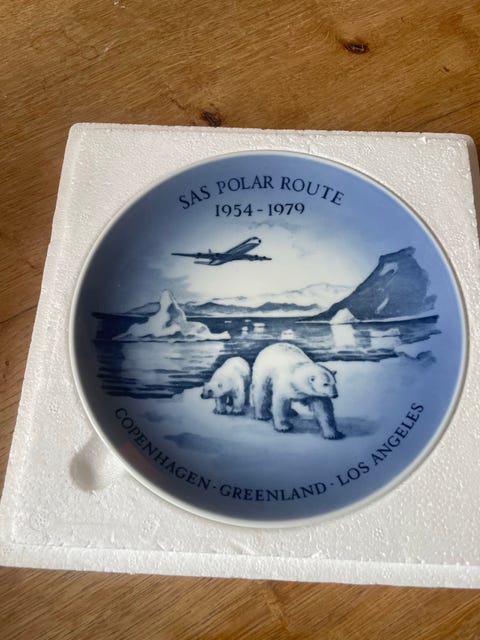 SAS POLAR ROUTE
1954-1979
COPENHAGEN · GREENLAND · LOS ANGELES